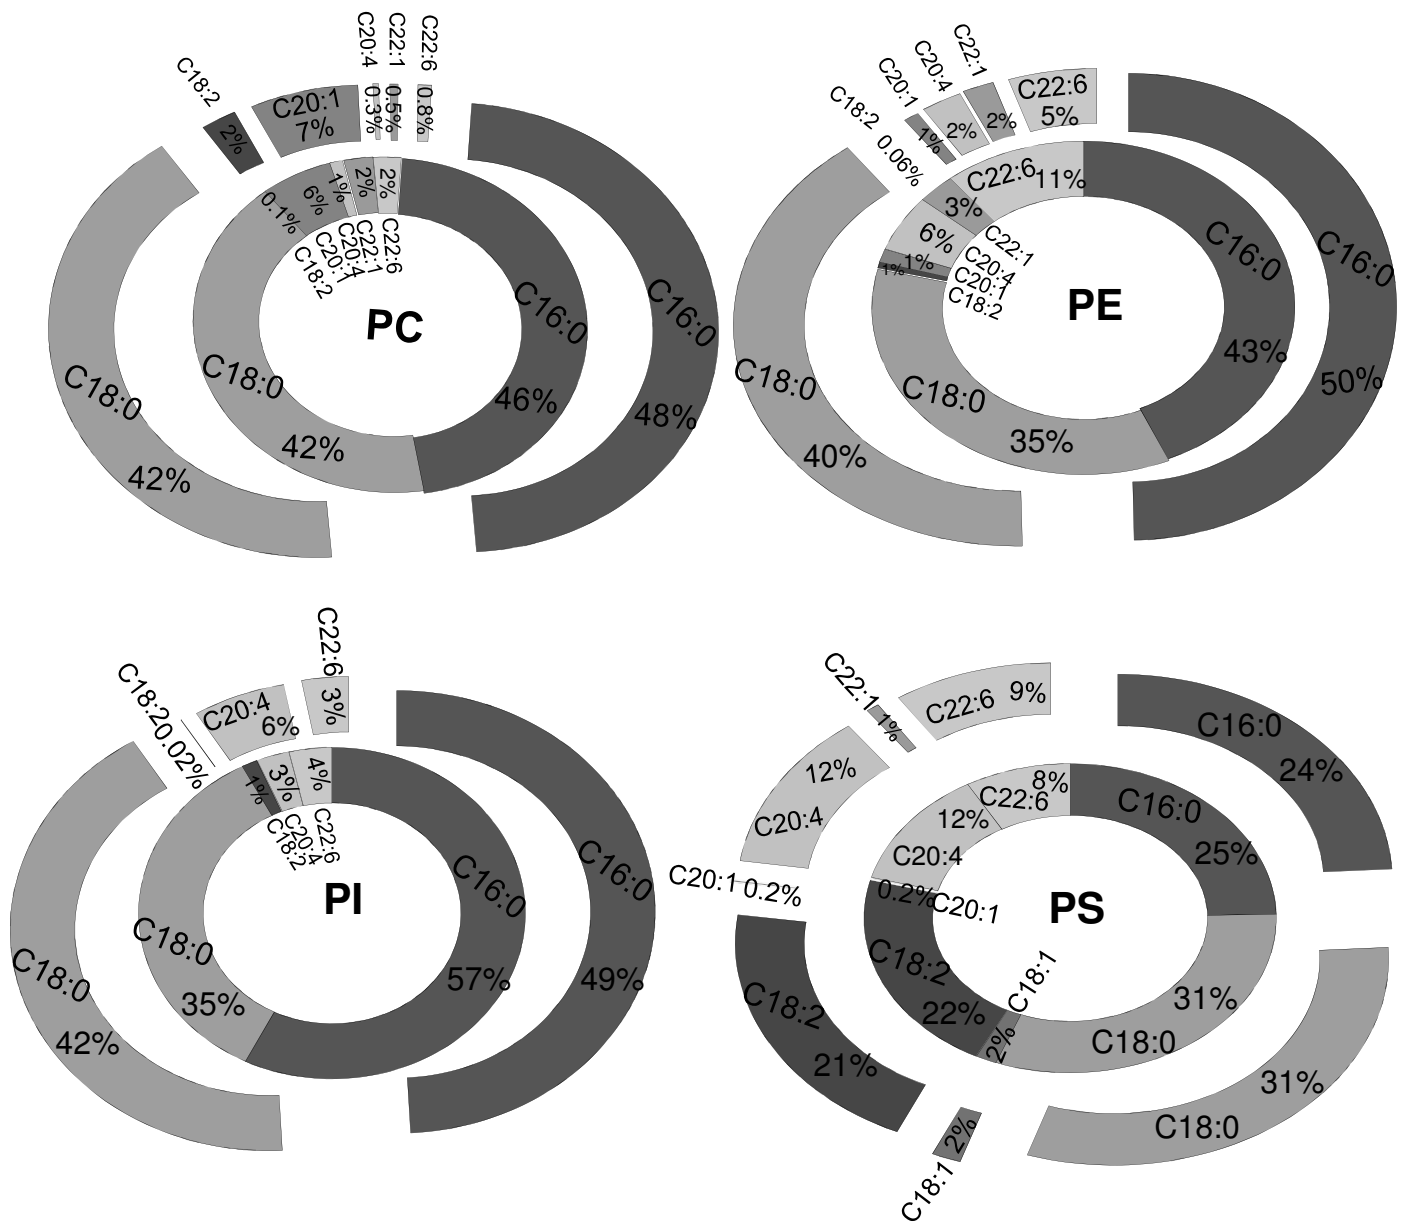 C18:2
2%
C20:1
7%
C20:4
0.3%
C22:1
0.5%
C22:6
0.8%
C16:0
48%
C18:0
42%
0.1%
6%
1%
2%
2%
C18:2
C20:1
C20:4
C22:1
C22:6
C16:0
46%
C18:0
42%
PC
C18:2 0.06%
C20:1
1%
C20:4
2%
C22:1
2%
C22:6
5%
C16:0
50%
C18:0
40%
C22:6 11%
3%
6%
1%
1%
C22:1
C20:4
C20:1
C18:2
C16:0
43%
C18:0
35%
PE
C18:2 0.02%
C20:4
6%
C22:6
3%
C16:0
49%
C18:0
42%
1%
3%
4%
C18:2
C20:4
C22:6
C16:0
57%
C18:0
35%
PI
C22:1
1%
C22:6 9%
C16:0
24%
12%
C20:4
C20:1 0.2%
C18:2
21%
C18:1
2%
C18:0
31%
8%
C22:6
12%
C20:4
0.2%
C20:1
C18:2
22%
C18:1
2%
C16:0
25%
31%
C18:0
PS